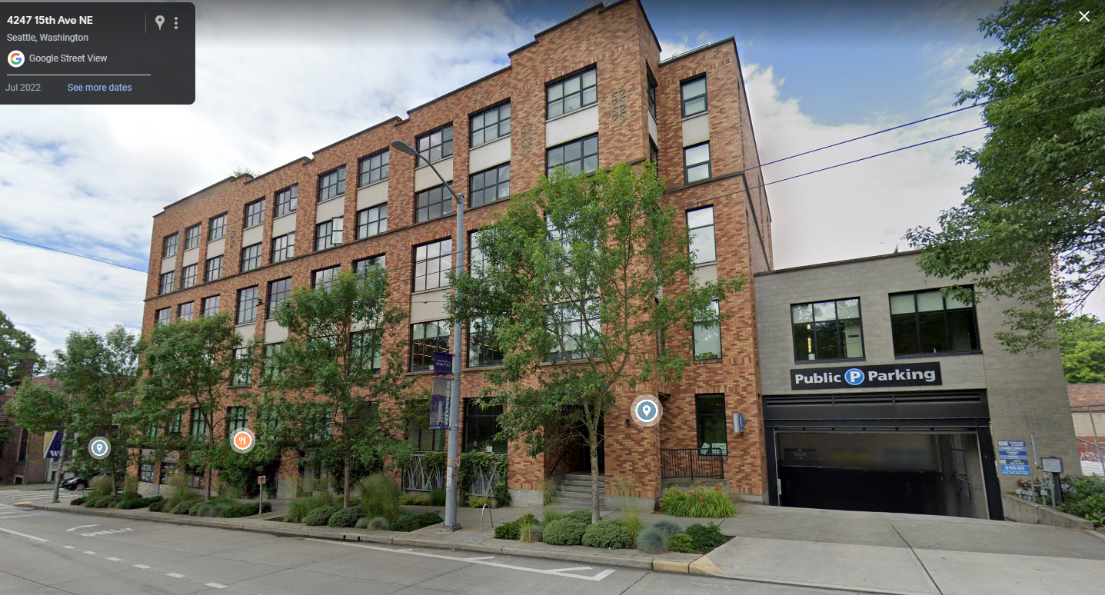 4247 15th Ave NE
Seattle, Washington
Google Street View
Jul 2022
See more dates
Public P Parking
W